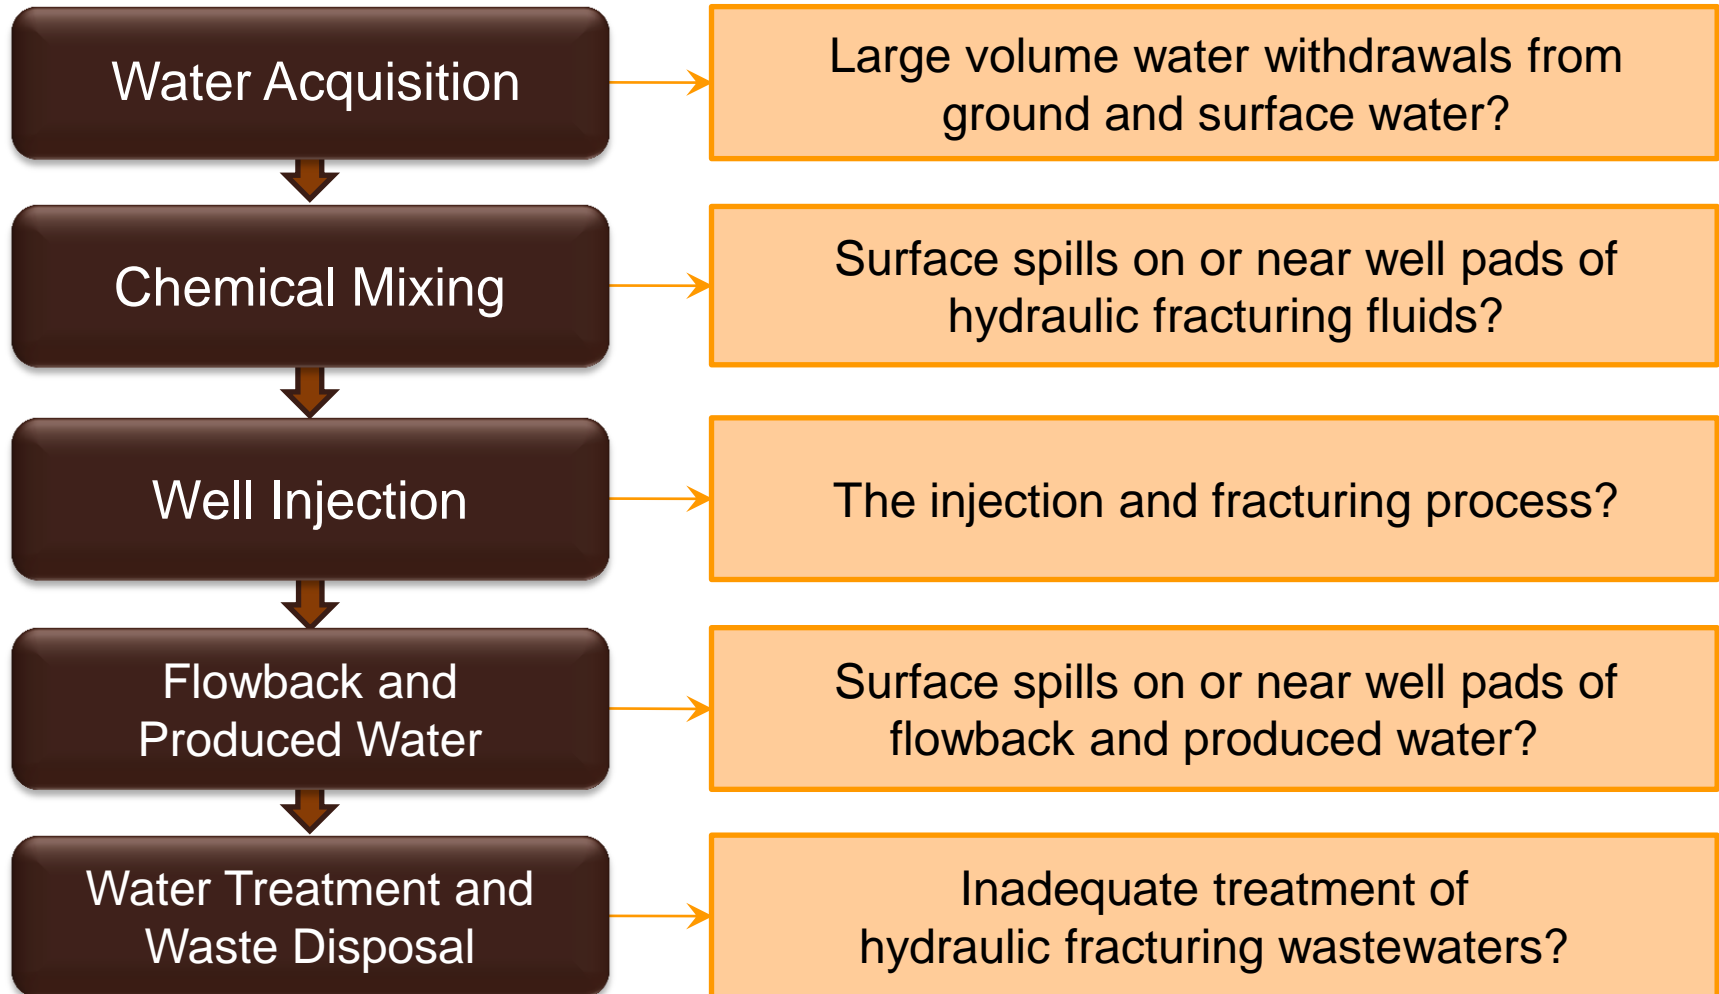 Water Acquisition
Large volume water withdrawals from
ground and surface water?
Chemical Mixing
Surface spills on or near well pads of
hydraulic fracturing fluids?
Well Injection
The injection and fracturing process?
Flowback and
Produced Water
Surface spills on or near well pads of
flowback and produced water?
Water Treatment and
Waste Disposal
Inadequate treatment of
hydraulic fracturing wastewaters?